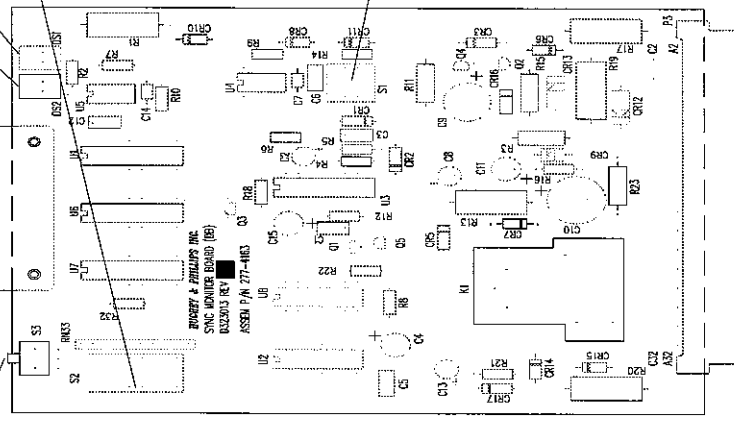 R1
CR10
CR8
CR11
CR3
CR6
R17
P3
DS1
R7
R9
R14
Q4
Q2
R15
C2
A2
R2
U5
U4
C7
C6
S1
R11
CR16
CR13
R19
DS2
C14
R10
C9
CR12
C12
CR1
C3
R6
R5
R3
R4
CR2
CR9
U1
C8
C11
R16
R23
R18
U3
R13
C10
U6
Q3
C15
R12
CR7
CR5
Q1
Q5
U7
R22
K1
R32
U8
R8
HUGHEY & PHILLIPS INC.
SYNC MONITOR BOARD (DB)
D323013 REV
ASSEM P/N 277-4163
S3
RN33
C4
S2
U2
C5
C13
R21
CR14
CR15
C32
A32
CR17
R20